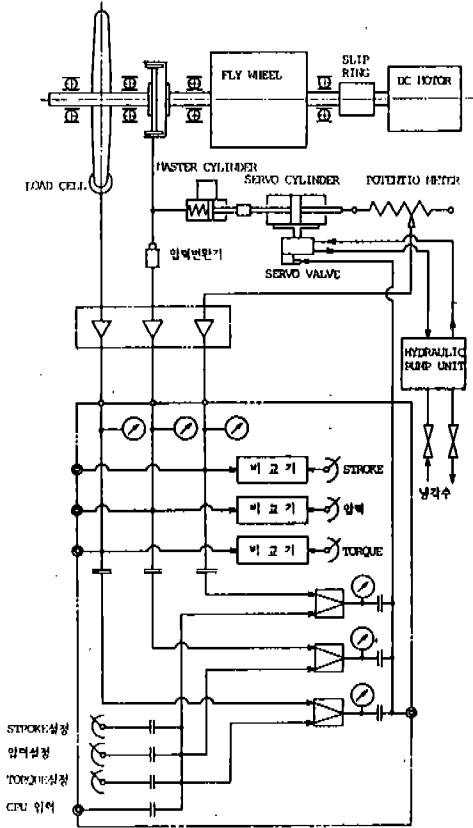 FLY WHEEL
SLIP
RING
DC MOTOR
MASTER CYLINDER
LOAD CELL
SERVO CYLINDER
POTENTIO METER
압력변환기
SERVO VALVE
HYDRAULIC
PUMP UNIT
냉각수
비 교 기
STROKE
비 교 기
압력
비 교 기
TORQUE
STROKE설정
압력설정
TORQUE설정
CPU 입력